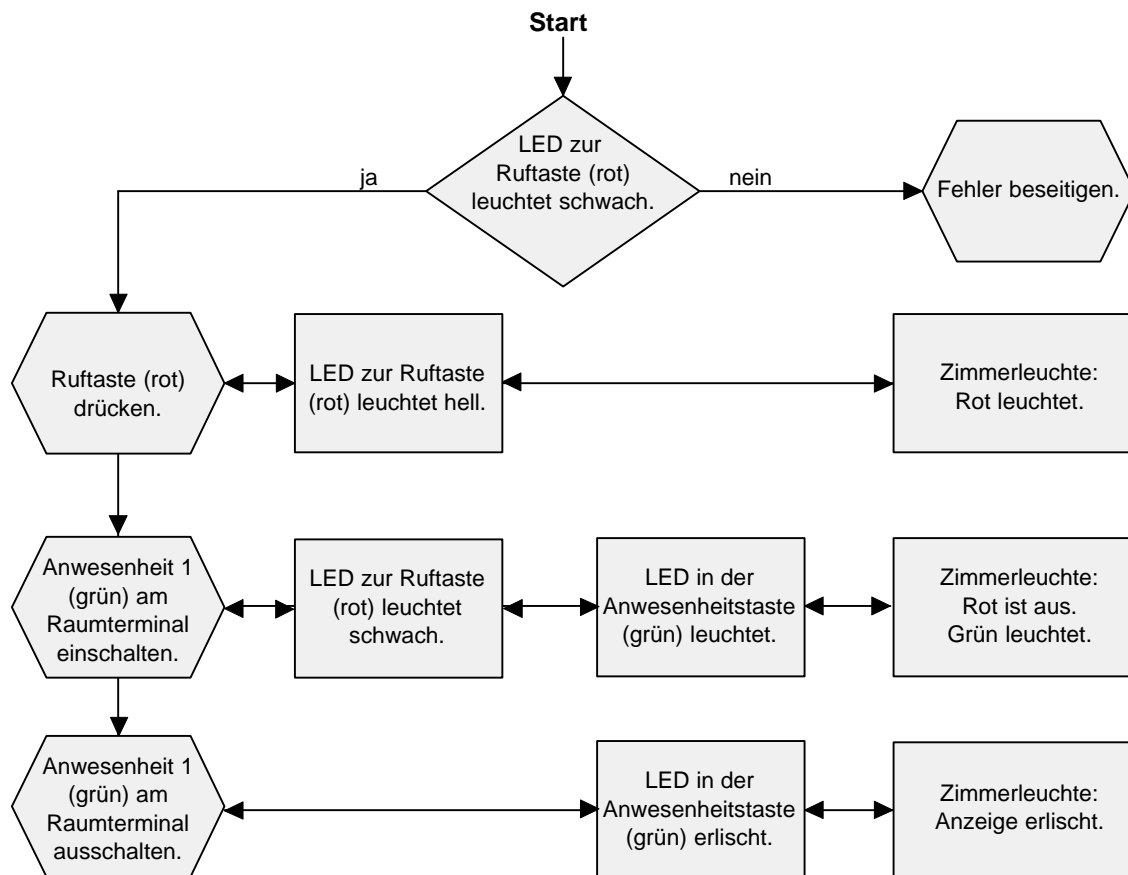 Start
LED zur
Ruftaste (rot)
leuchtet schwach.
ja
nein
Fehler beseitigen.
Ruftaste (rot)
drücken.
LED zur Ruftaste
(rot) leuchtet hell.
Zimmerleuchte:
Rot leuchtet.
Anwesenheit 1
(grün) am
Raumterminal
einschalten.
LED zur Ruftaste
(rot) leuchtet
schwach.
LED in der
Anwesenheitstaste
(grün) leuchtet.
Zimmerleuchte:
Rot ist aus.
Grün leuchtet.
Anwesenheit 1
(grün) am
Raumterminal
ausschalten.
LED in der
Anwesenheitstaste
(grün) erlischt.
Zimmerleuchte:
Anzeige erlischt.